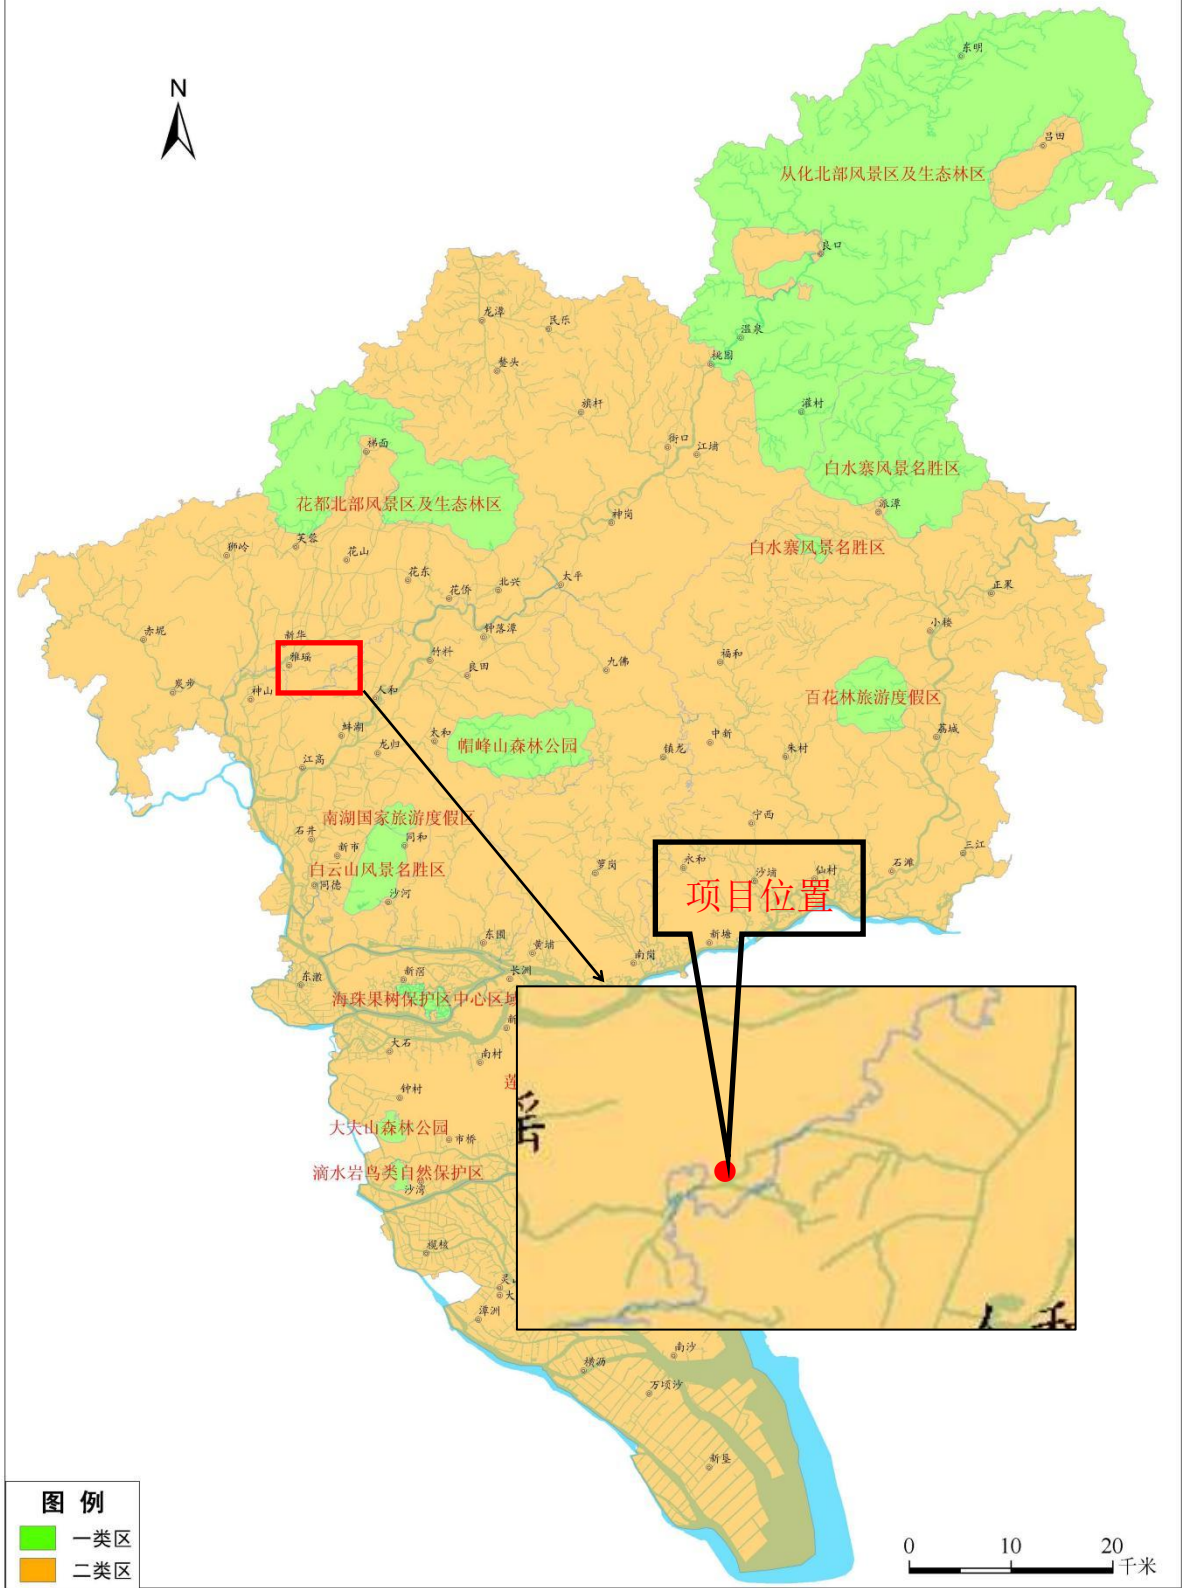 N
东明
吕田
从化北部风景区及生态林区
良口
龙潭
民乐
温泉
鳌头
桃园
旗杆
灌村
街口
江埔
梯面
白水寨风景名胜区
花都北部风景区及生态林区
派潭
神岗
狮岭
芙蓉
花山
白水寨风景名胜区
花东
花侨
北兴
太平
正果
赤坭
新华
钟落潭
小楼
雅瑶
竹料
良田
九佛
福和
炭步
神山
人和
百花林旅游度假区
蚌湖
太和
龙归
帽峰山森林公园
镇龙
中新
朱村
荔城
江高
南湖国家旅游度假区
石井
同和
新市
宁西
三江
白云山风景名胜区
同德
沙河
萝岗
永和
沙埔
仙村
石滩
项目位置
东圃
黄埔
南岗
新塘
东漖
新滘
长洲
海珠果树保护区中心区域
新
大石
南村
钟村
莲
瑶
大夫山森林公园
市桥
滴水岩鸟类自然保护区
沙湾
榄核
灵
大
潭洲
人和
南沙
横沥
万顷沙
新垦
图 例
一类区
二类区
0 10 20
千米